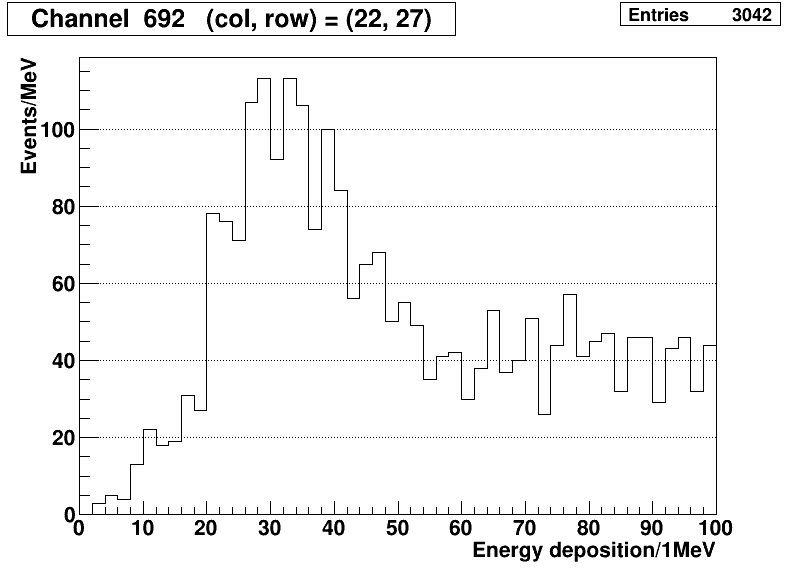 Channel 692 (col, row) = (22, 27)
Entries 3042
Events/MeV
100
80
60
40
20
0
0 10 20 30 40 50 60 70 80 90 100
Energy deposition/1MeV